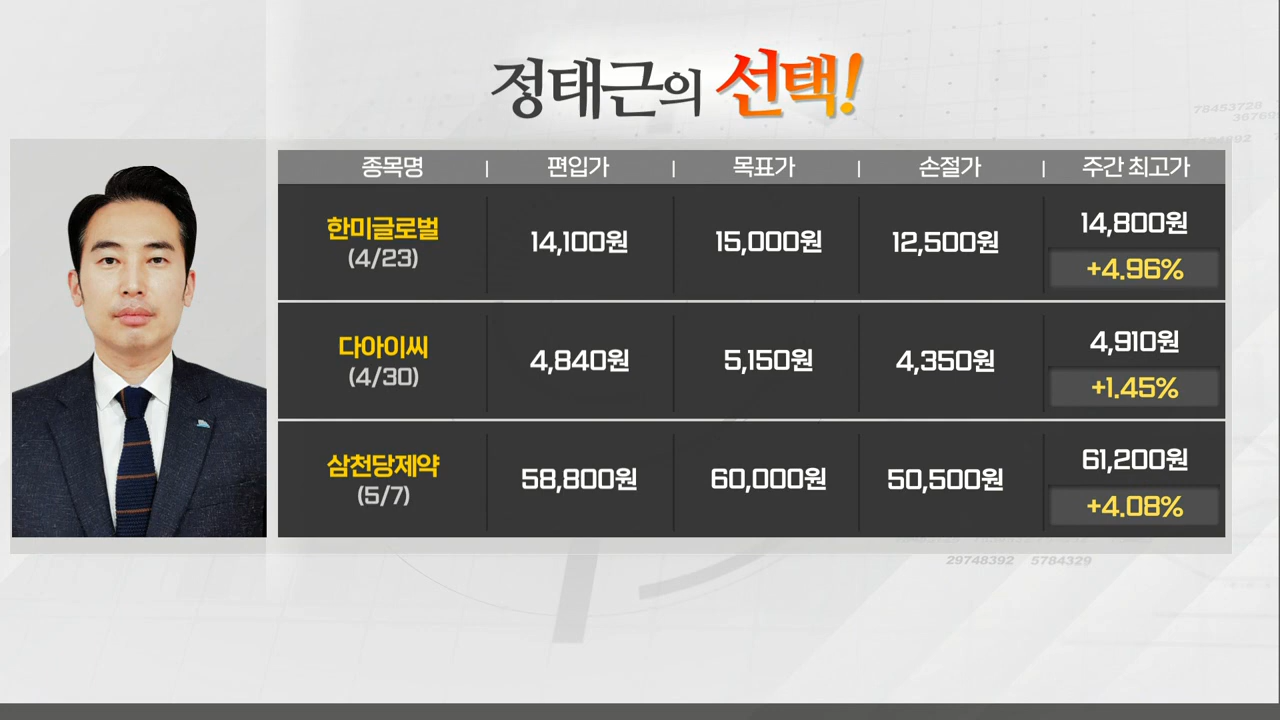 정태근의 선택!
종목명 | 편입가 | 목표가 | 손절가 | 주간 최고가
한미글로벌 (4/23) 14,100원 15,000원 12,500원 14,800원 +4.96%
다아이씨 (4/30) 4,840원 5,150원 4,350원 4,910원 +1.45%
삼천당제약 (5/7) 58,800원 60,000원 50,500원 61,200원 +4.08%
78453728
29748392 5784329